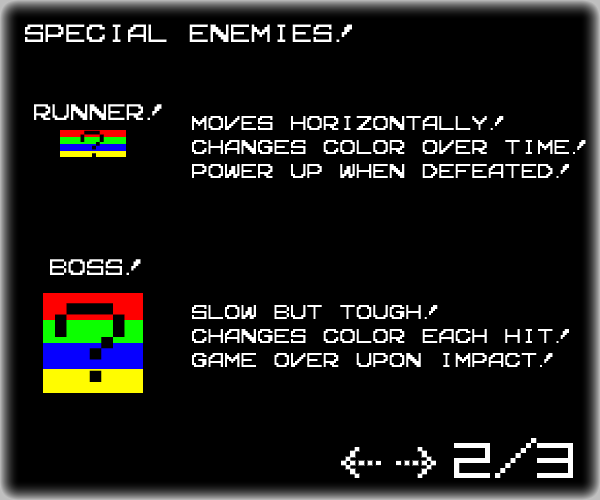 SPECIAL ENEMIES!
RUNNER!
?
MOVES HORIZONTALLY!
CHANGES COLOR OVER TIME!
POWER UP WHEN DEFEATED!
BOSS!
?
SLOW BUT TOUGH!
CHANGES COLOR EACH HIT!
GAME OVER UPON IMPACT!
2/3